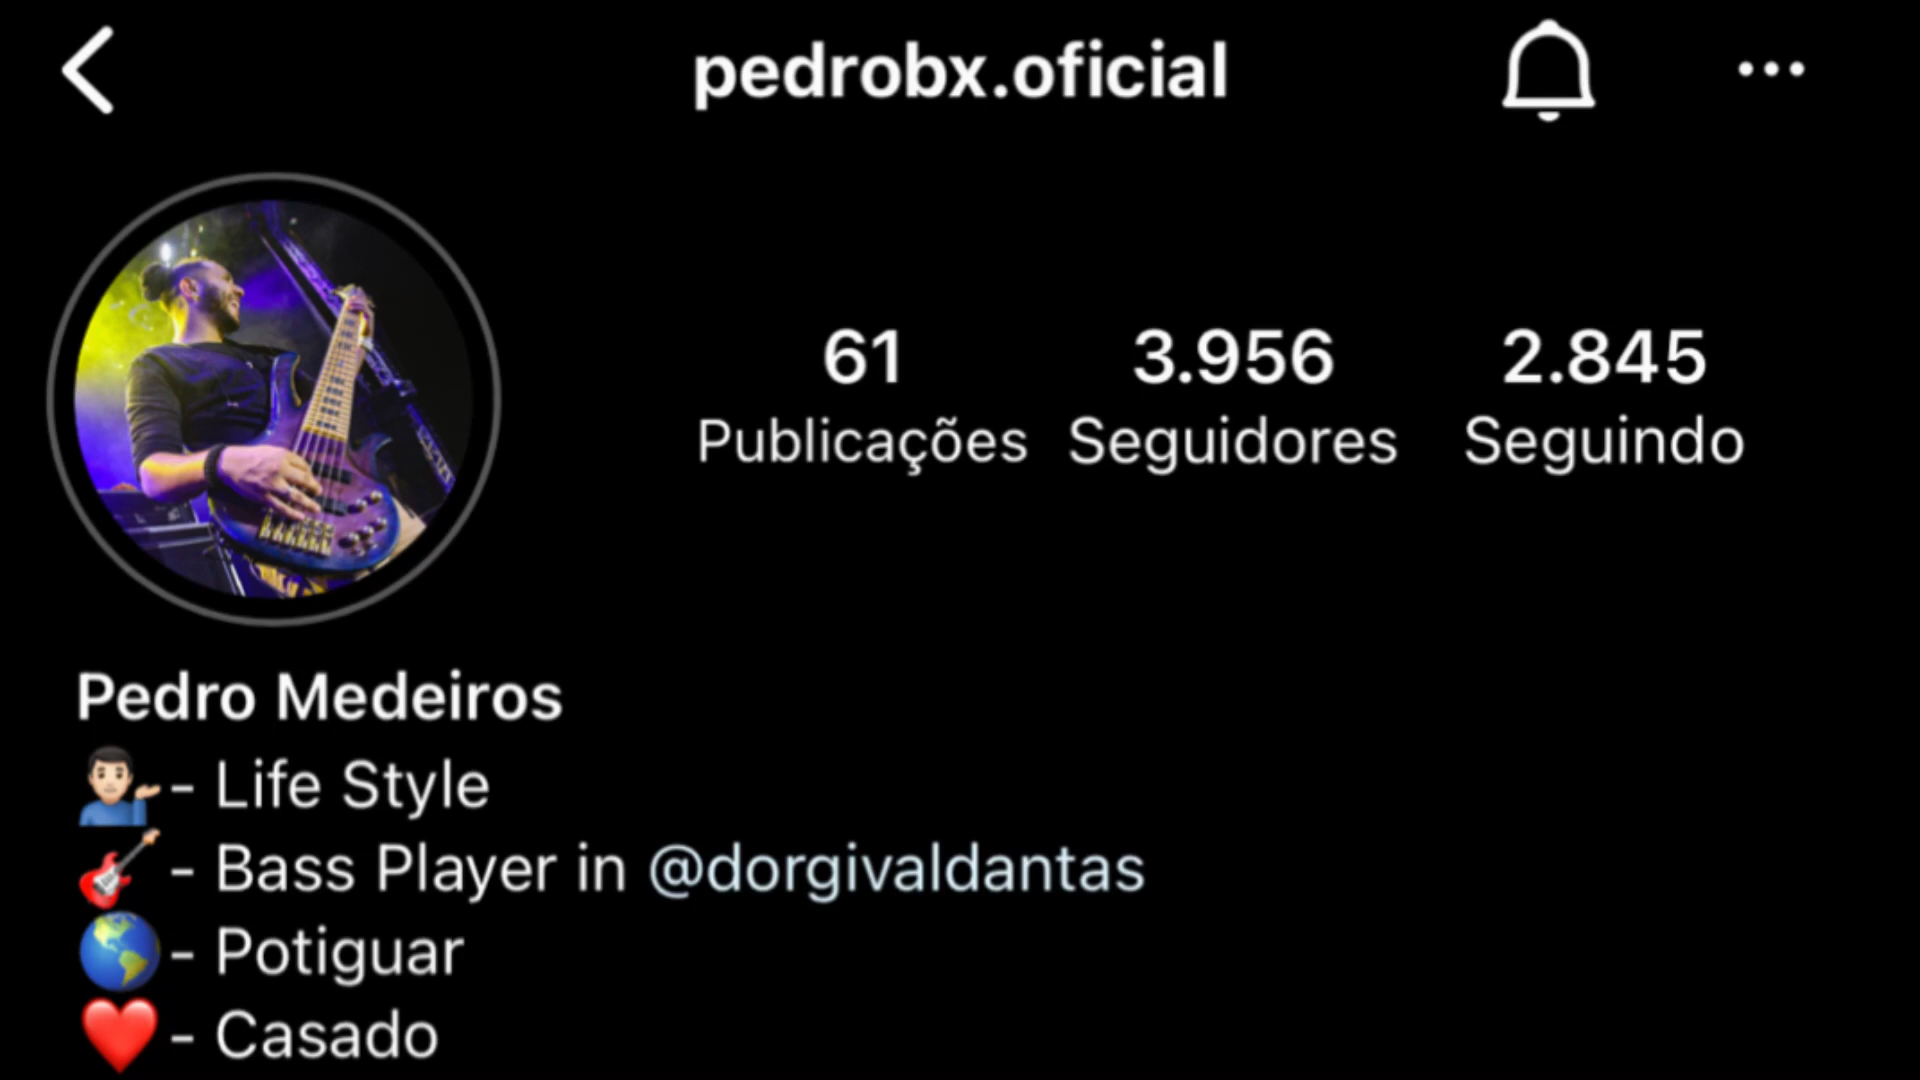 pedrobx.oficial
61
3.956
2.845
Publicações
Seguidores
Seguindo
Pedro Medeiros
💁🏻‍♂️- Life Style
🎸- Bass Player in @dorgivaldantas
🌎- Potiguar
❤️- Casado